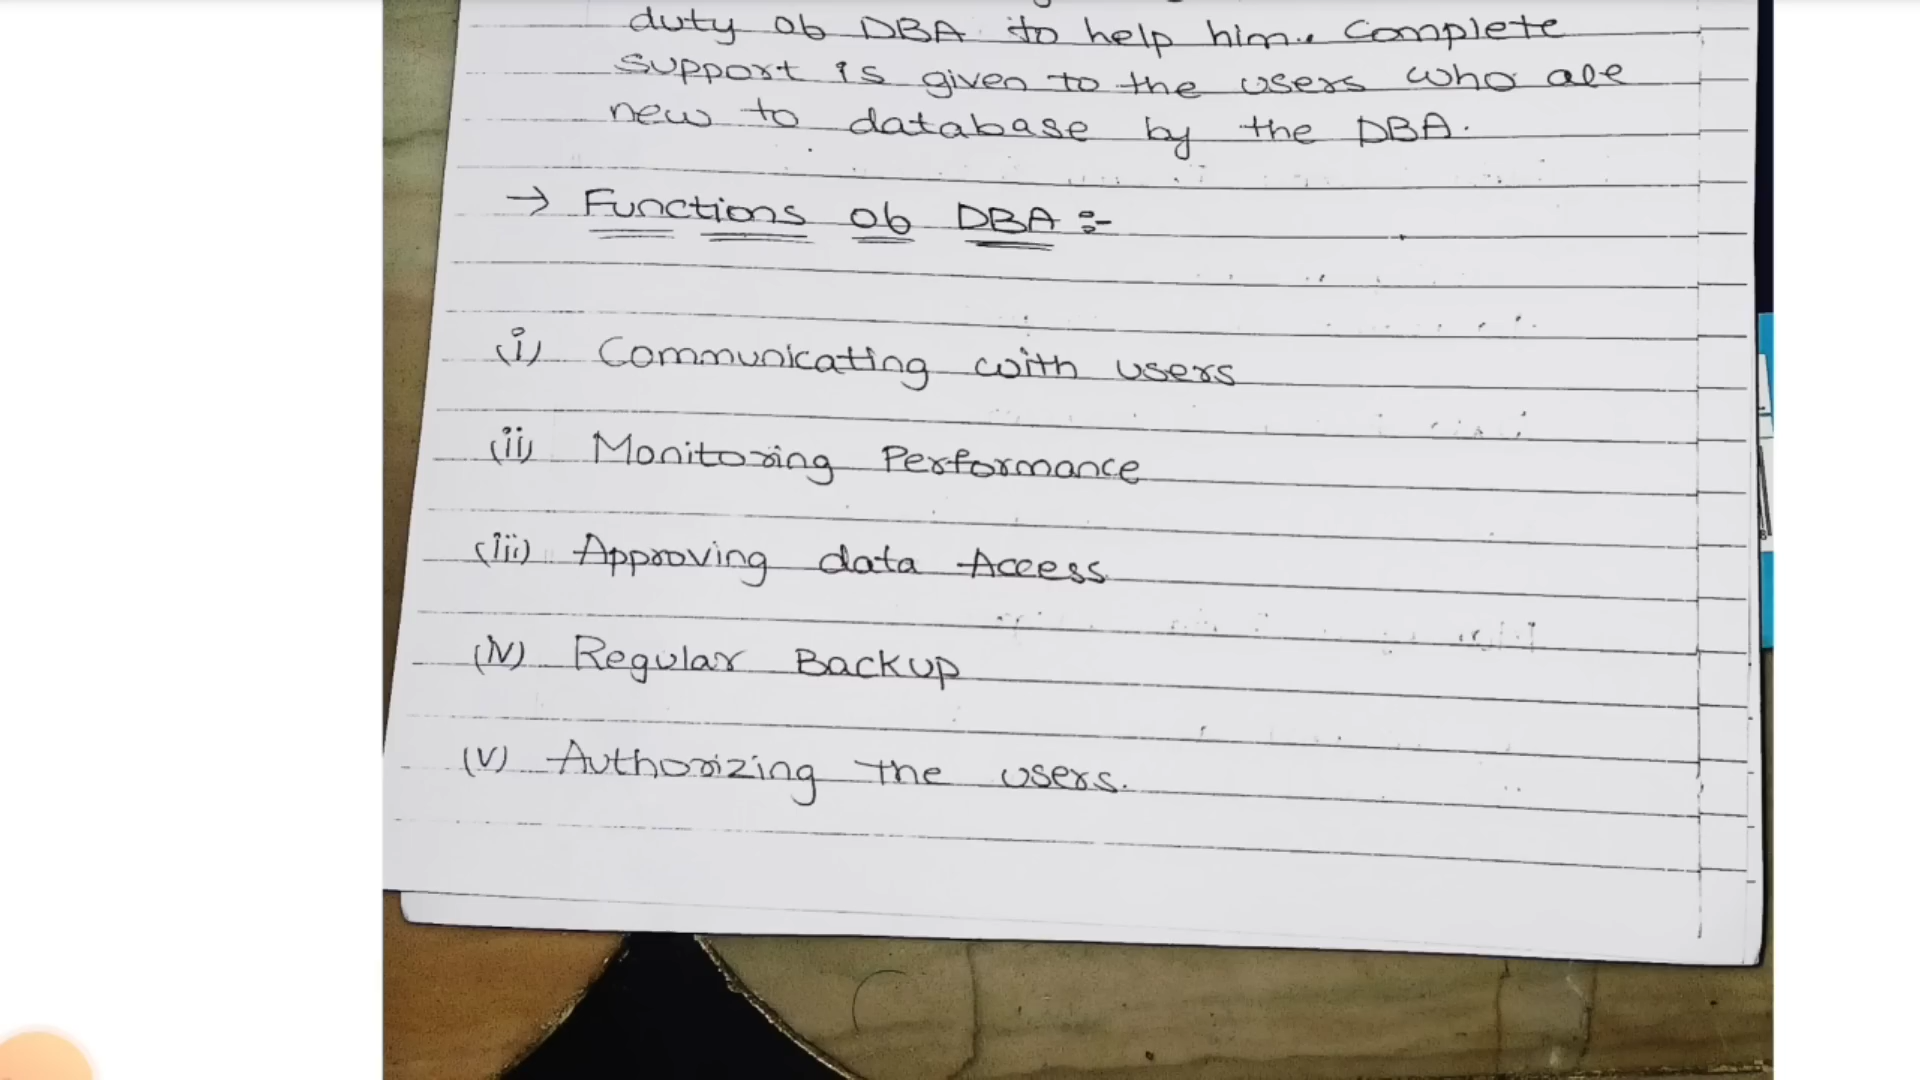 duty of DBA to help him. Complete
support is given to the users who are
new to database by the DBA.
→ Functions of DBA :-
(i) Communicating with users
(ii) Monitoring Performance
(iii) Approving data Access
(iv) Regular Backup
(v) Authorizing the users.